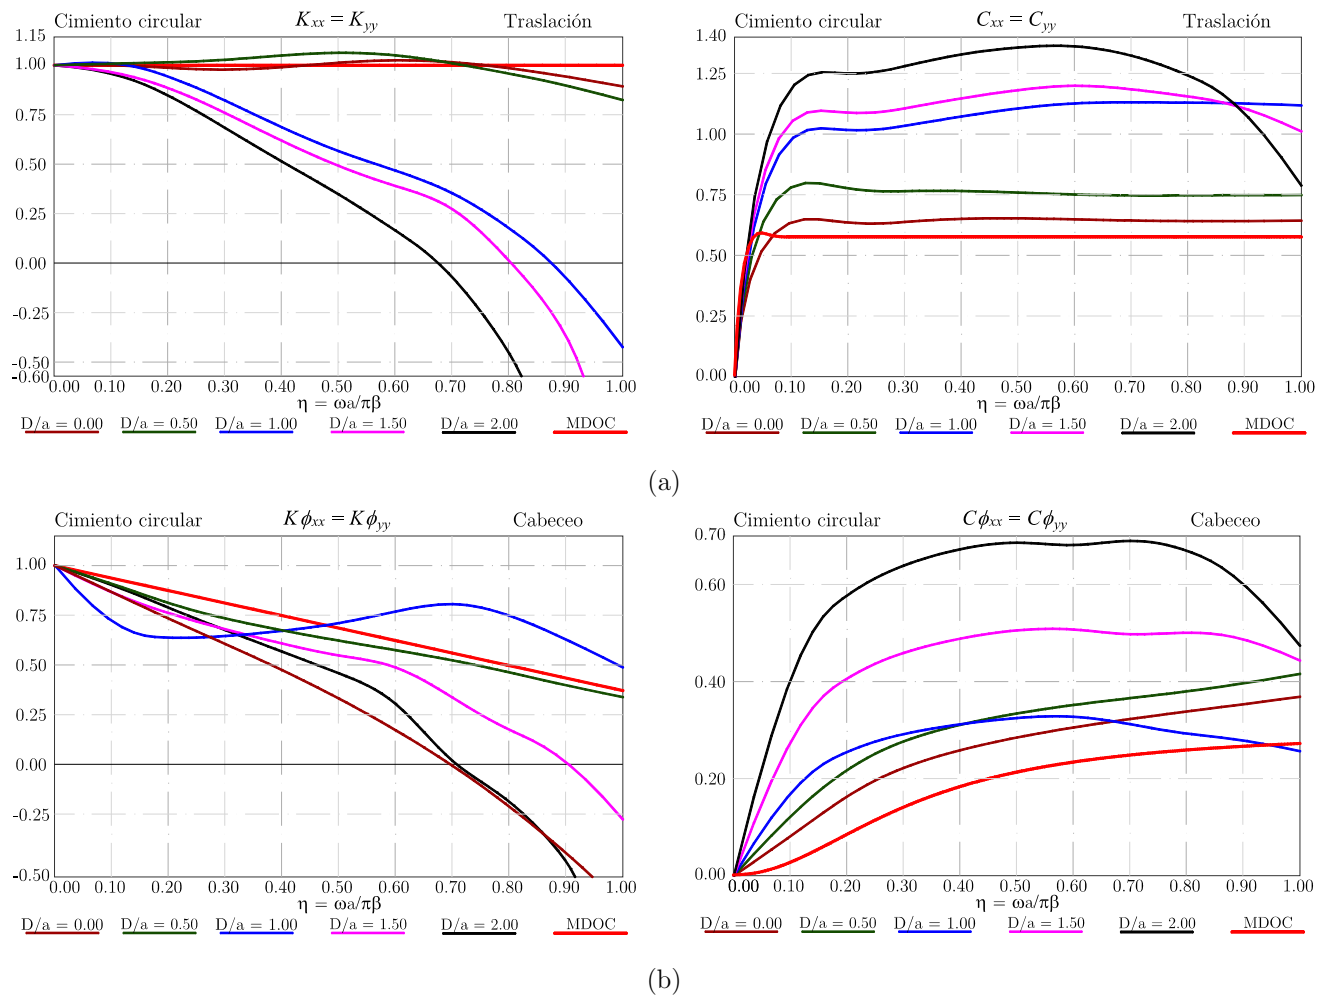 Cimiento circular Kxx = Kyy Traslación
1.15
1.00
0.75
0.50
0.25
0.00
-0.25
-0.50
-0.60
0.00 0.10 0.20 0.30 0.40 0.50 0.60 0.70 0.80 0.90 1.00
η = ωa/πβ
D/a = 0.00 D/a = 0.50 D/a = 1.00 D/a = 1.50 D/a = 2.00 MDOC
Cimiento circular Cxx = Cyy Traslación
1.40
1.25
1.00
0.75
0.50
0.25
0.00
0.00 0.10 0.20 0.30 0.40 0.50 0.60 0.70 0.80 0.90 1.00
η = ωa/πβ
D/a = 0.00 D/a = 0.50 D/a = 1.00 D/a = 1.50 D/a = 2.00 MDOC
(a)
Cimiento circular Kϕxx = Kϕyy Cabeceo
1.00
0.75
0.50
0.25
0.00
-0.25
-0.50
0.00 0.10 0.20 0.30 0.40 0.50 0.60 0.70 0.80 0.90 1.00
η = ωa/πβ
D/a = 0.00 D/a = 0.50 D/a = 1.00 D/a = 1.50 D/a = 2.00 MDOC
Cimiento circular Cϕxx = Cϕyy Cabeceo
0.70
0.60
0.40
0.20
0.00
0.00 0.10 0.20 0.30 0.40 0.50 0.60 0.70 0.80 0.90 1.00
η = ωa/πβ
D/a = 0.00 D/a = 0.50 D/a = 1.00 D/a = 1.50 D/a = 2.00 MDOC
(b)